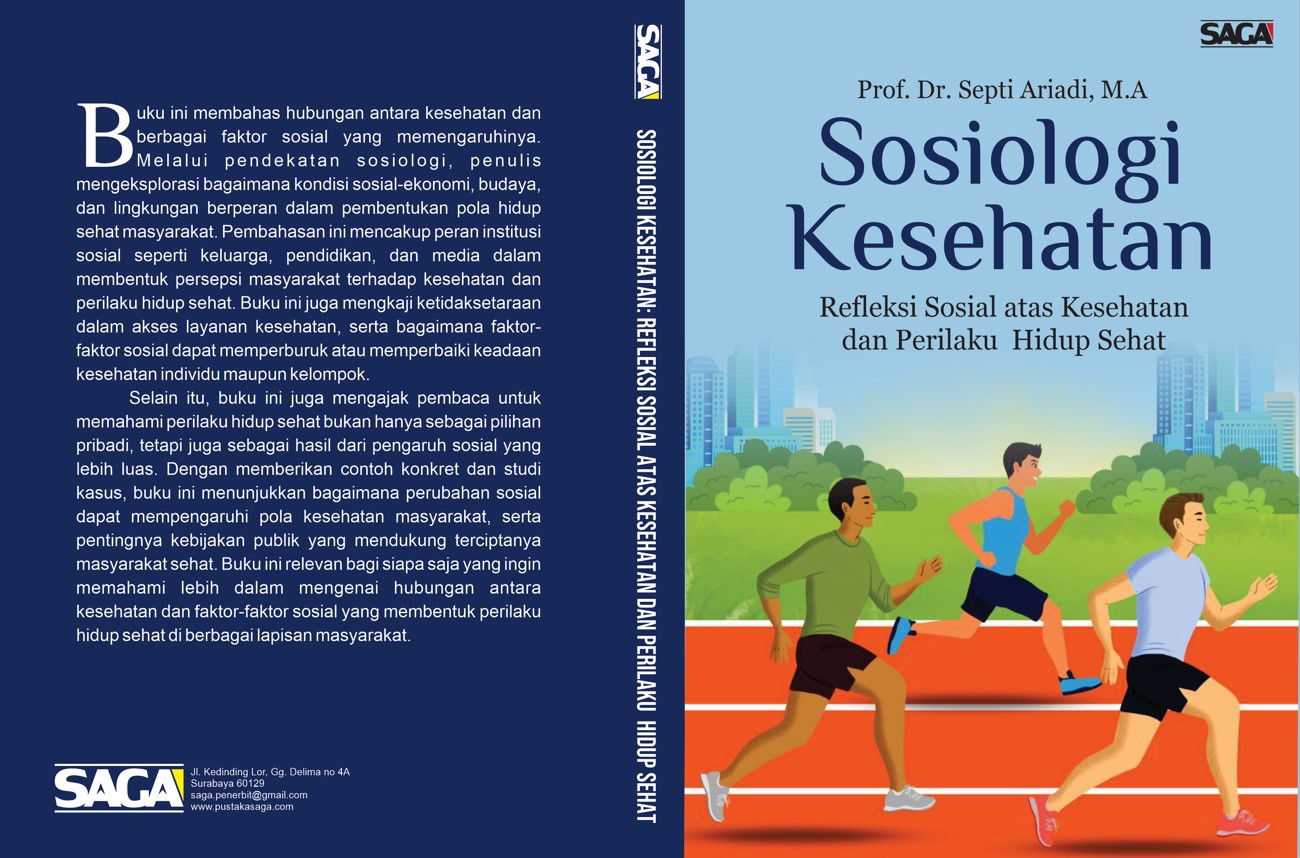 Buku ini membahas hubungan antara kesehatan dan
berbagai faktor sosial yang memengaruhinya.
Melalui pendekatan sosiologi, penulis
mengeksplorasi bagaimana kondisi sosial-ekonomi, budaya,
dan lingkungan berperan dalam pembentukan pola hidup
sehat masyarakat. Pembahasan ini mencakup peran institusi
sosial seperti keluarga, pendidikan, dan media dalam
membentuk persepsi masyarakat terhadap kesehatan dan
perilaku hidup sehat. Buku ini juga mengkaji ketidaksetaraan
dalam akses layanan kesehatan, serta bagaimana faktor-
faktor sosial dapat memperburuk atau memperbaiki keadaan
kesehatan individu maupun kelompok.
Selain itu, buku ini juga mengajak pembaca untuk
memahami perilaku hidup sehat bukan hanya sebagai pilihan
pribadi, tetapi juga sebagai hasil dari pengaruh sosial yang
lebih luas. Dengan memberikan contoh konkret dan studi
kasus, buku ini menunjukkan bagaimana perubahan sosial
dapat mempengaruhi pola kesehatan masyarakat, serta
pentingnya kebijakan publik yang mendukung terciptanya
masyarakat sehat. Buku ini relevan bagi siapa saja yang ingin
memahami lebih dalam mengenai hubungan antara
kesehatan dan faktor-faktor sosial yang membentuk perilaku
hidup sehat di berbagai lapisan masyarakat.
SAGA
Jl. Kedinding Lor, Gg. Delima no 4A
Surabaya 60129
saga.penerbit@gmail.com
www.pustakasaga.com
SAGA
SOSIOLOGI KESEHATAN: REFLEKSI SOSIAL ATAS KESEHATAN DAN PERILAKU HIDUP SEHAT
SAGA
Prof. Dr. Septi Ariadi, M.A
Sosiologi
Kesehatan
Refleksi Sosial atas Kesehatan
dan Perilaku Hidup Sehat